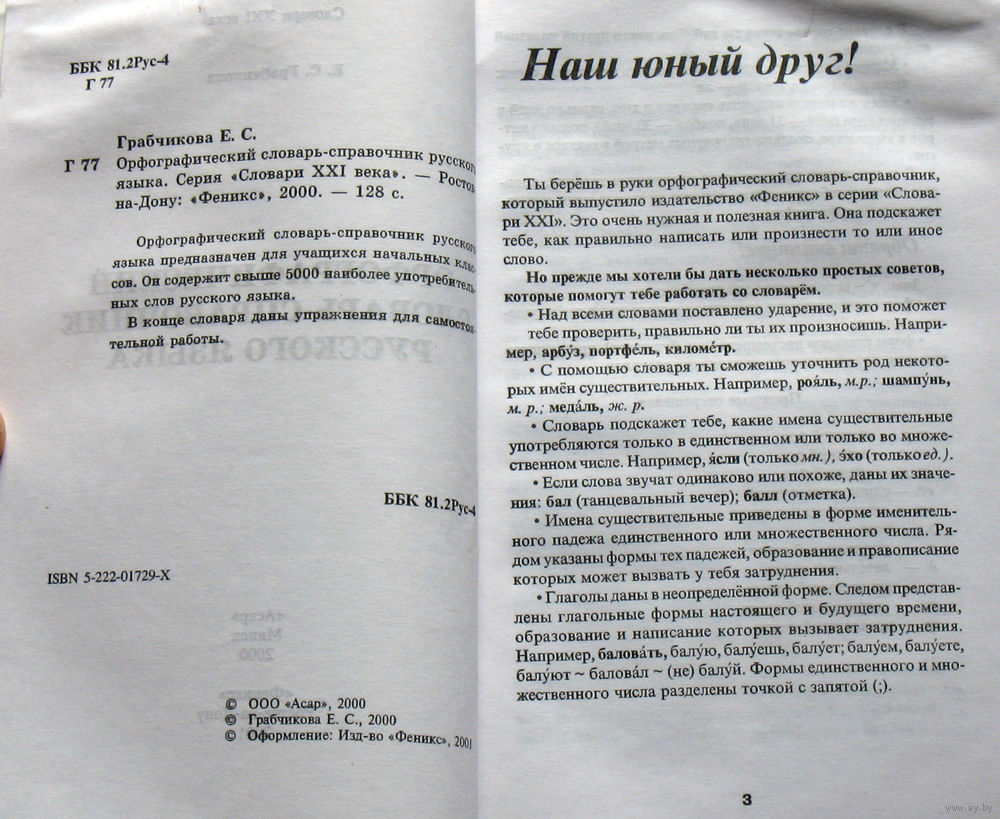 ББК 81.2Рус-4
Г 77
Грабчикова Е. С.
Г 77 Орфографический словарь-справочник русского
языка. Серия «Словари XXI века». — Ростов-
на-Дону: «Феникс», 2000. — 128 с.
Орфографический словарь-справочник русского
языка предназначен для учащихся начальных клас-
сов. Он содержит свыше 5000 наиболее употребитель-
ных слов русского языка.
В конце словаря даны упражнения для самостоя-
тельной работы.
ББК 81.2Рус-4
ISBN 5-222-01729-X
© ООО «Асар», 2000
© Грабчикова Е. С., 2000
© Оформление: Изд-во «Феникс», 2001
Наш юный друг!
Ты берёшь в руки орфографический словарь-справочник,
который выпустило издательство «Феникс» в серии «Слова-
ри XXI». Это очень нужная и полезная книга. Она подскажет
тебе, как правильно написать или произнести то или иное
слово.
Но прежде мы хотели бы дать несколько простых советов,
которые помогут тебе работать со словарём.
• Над всеми словами поставлено ударение, и это поможет
тебе проверить, правильно ли ты их произносишь. Напри-
мер, арбу́з, портфе́ль, киломе́тр.
• С помощью словаря ты сможешь уточнить род некото-
рых имён существительных. Например, роя́ль, м.р.; шампу́нь,
м. р.; меда́ль, ж. р.
• Словарь подскажет тебе, какие имена существительные
употребляются только в единственном или только во множе-
ственном числе. Например, я́сли (только мн.), э́хо (только ед.).
• Если слова звучат одинаково или похоже, даны их значе-
ния: бал (танцевальный вечер); балл (отметка).
• Имена существительные приведены в форме именитель-
ного падежа единственного или множественного числа. Ря-
дом указаны формы тех падежей, образование и правописание
которых может вызвать у тебя затруднения.
• Глаголы даны в неопределённой форме. Следом представ-
лены глагольные формы настоящего и будущего времени,
образование и написание которых вызывает затруднения.
Например, балова́ть, балу́ю, балу́ешь, балу́ет; балу́ем, балу́ете,
балу́ют ~ балова́л ~ (не) балу́й. Формы единственного и мно-
жественного числа разделены точкой с запятой (;).
3
www.ay.by